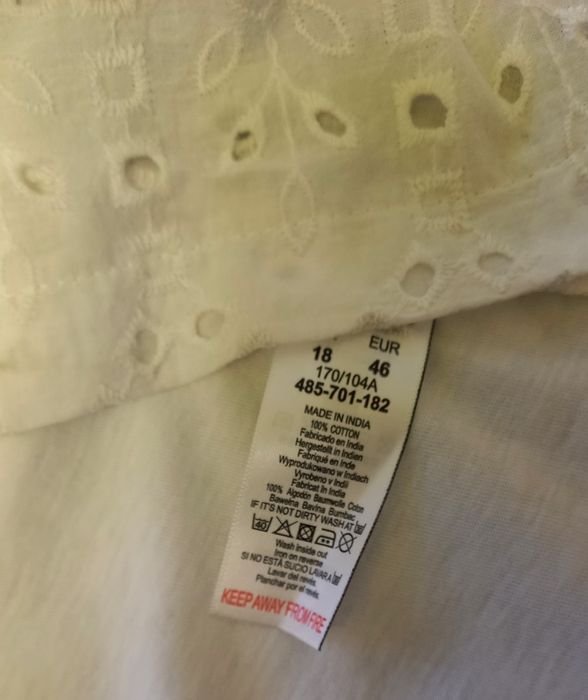 EUR
18 46
170/104A
485-701-182
MADE IN INDIA
100% COTTON
Fabricado en India
Hergestellt in Indien
Fabriqué en Inde
Wyprodukowano w Indiach
Vyrobeno v Indii
Fabricat în India
100% Algodón Baumwolle Coton
Bawełna Bavlna Bumbac
IF IT'S NOT DIRTY WASH AT 30
40
Wash inside out
Iron on reverse
SI NO ESTÁ SUCIO LAVAR A 30
Lavar del revés
Planchar por el revés
KEEP AWAY FROM FIRE